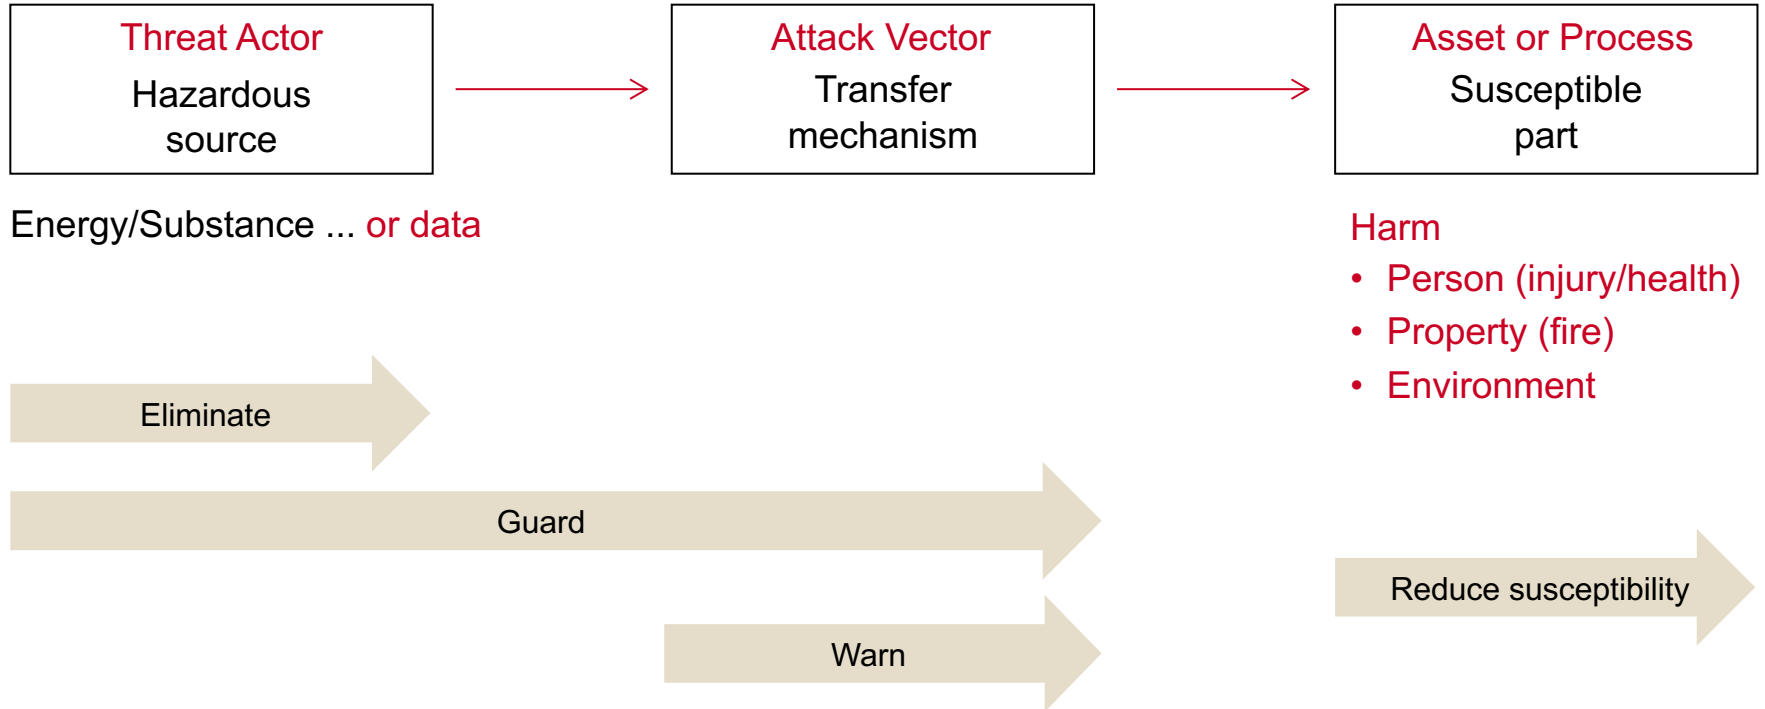 Threat Actor
Hazardous
source
Attack Vector
Transfer
mechanism
Asset or Process
Susceptible
part
Energy/Substance ... or data
Harm
• Person (injury/health)
• Property (fire)
• Environment
Eliminate
Guard
Reduce susceptibility
Warn